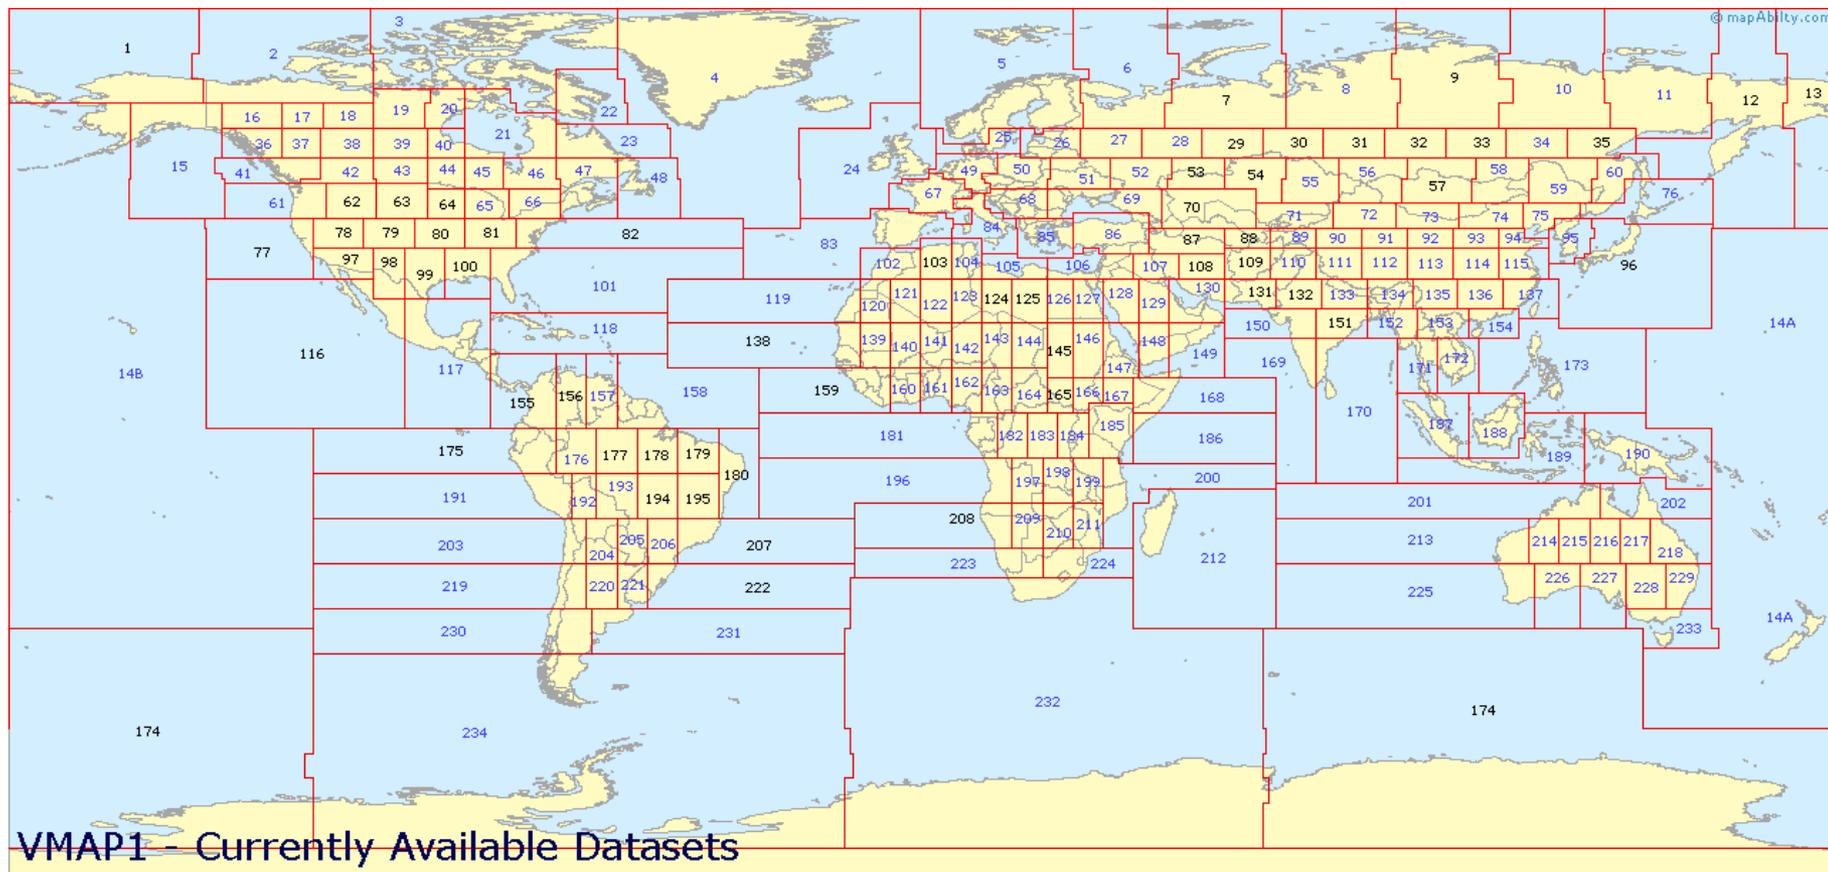 © mapAbilty.com
3
1 2 4 5 6 7 8 9 10 11 12 13
16 17 18 19 20 21 22 23 24 25 26 27 28 29 30 31 32 33 34 35
36 37 38 39 40
15 41 42 43 44 45 46 47 48 49 50 51 52 53 54 55 56 57 58 59 60
61 62 63 64 65 66 67 68 69 70 71 72 73 74 75 76
77 78 79 80 81 82 83 84 85 86 87 88 89 90 91 92 93 94 95 96
97 98 99 100 101 102 103 104 105 106 107 108 109 110 111 112 113 114 115
14B 116 117 118 119 120 121 122 123 124 125 126 127 128 129 130 131 132 133 134 135 136 137 14A
138 139 140 141 142 143 144 145 146 147 148 149 150 151 152 153 154
155 156 157 158 159 160 161 162 163 164 165 166 167 168 169 170 171 172 173
175 176 177 178 179 180 181 182 183 184 185 186 187 188 189 190
191 192 193 194 195 196 197 198 199 200 201 202
203 204 205 206 207 208 209 210 211 212 213 214 215 216 217 218
219 220 221 222 223 224 225 226 227 228 229
230 231 233 14A
174 234 232 174
VMAP1 - Currently Available Datasets